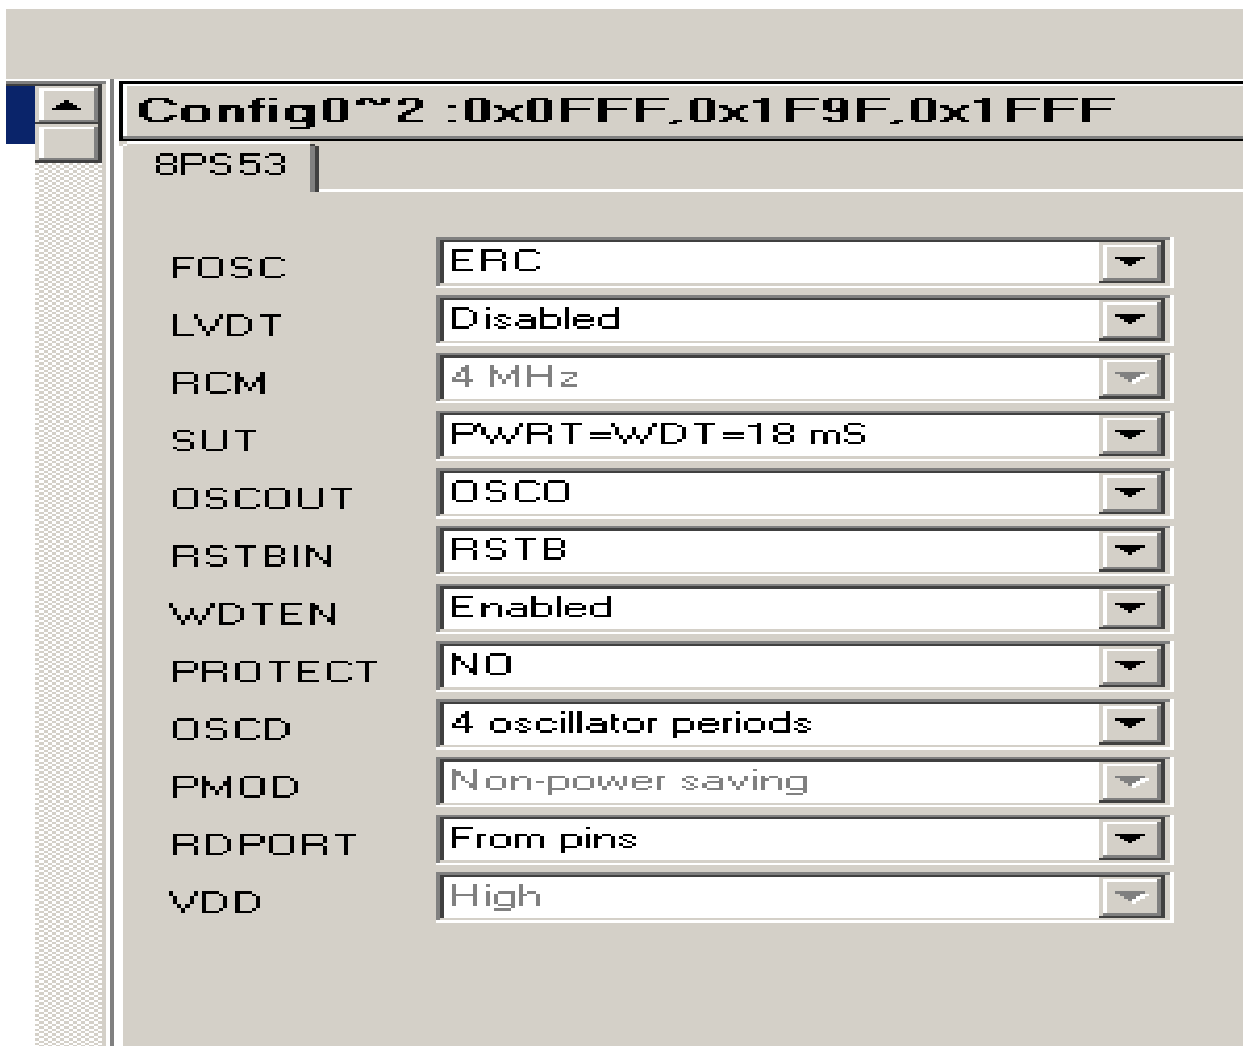 Config0~2 :0x0FFF,0x1F9F,0x1FFF
8PS53
FOSC ERC
LVDT Disabled
RCM 4 MHz
SUT PWRT=WDT=18 mS
OSCOUT OSCO
RSTBIN RSTB
WDTEN Enabled
PROTECT NO
OSCD 4 oscillator periods
PMOD Non-power saving
RDPORT From pins
VDD High